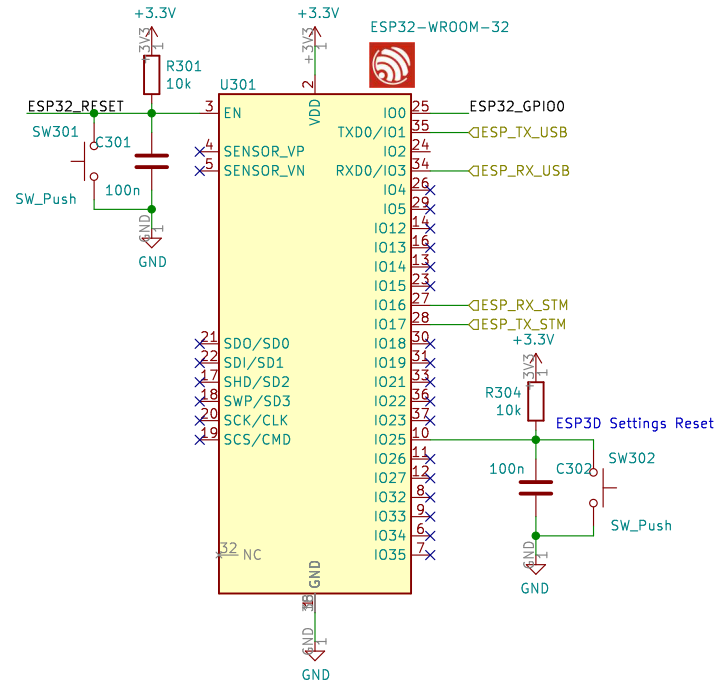 +3.3V
+3V3
1
R301
10k
+3.3V
+3V3
1
2
ESP32-WROOM-32
U301
ESP32_RESET
3
EN
VDD
IO0
25
ESP32_GPIO0
SW301
C301
100n
SW_Push
GND
1
GND
TXD0/IO1
35
ESP_TX_USB
4
SENSOR_VP
IO2
24
5
SENSOR_VN
RXD0/IO3
34
ESP_RX_USB
IO4
26
IO5
29
IO12
14
IO13
16
IO14
13
IO15
23
IO16
27
ESP_RX_STM
IO17
28
ESP_TX_STM
21
SDO/SD0
IO18
30
22
SDI/SD1
IO19
31
17
SHD/SD2
IO21
33
18
SWP/SD3
IO22
36
20
SCK/CLK
IO23
37
19
SCS/CMD
IO25
10
IO26
11
IO27
12
IO32
8
IO33
9
IO34
6
32
NC
IO35
7
+3.3V
+3V3
1
R304
10k
ESP3D Settings Reset
100n
C302
SW302
SW_Push
GND
1
GND
GND
GND
1
GND